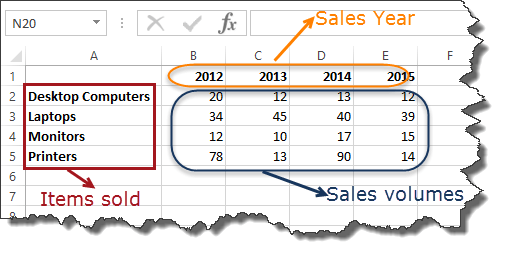 N20 fx
Sales Year
A B C D E F
1 2012 2013 2014 2015
2 Desktop Computers 20 12 13 12
3 Laptops 34 45 40 39
4 Monitors 12 10 17 15
5 Printers 78 13 90 14
6
7 Items sold Sales volumes
8